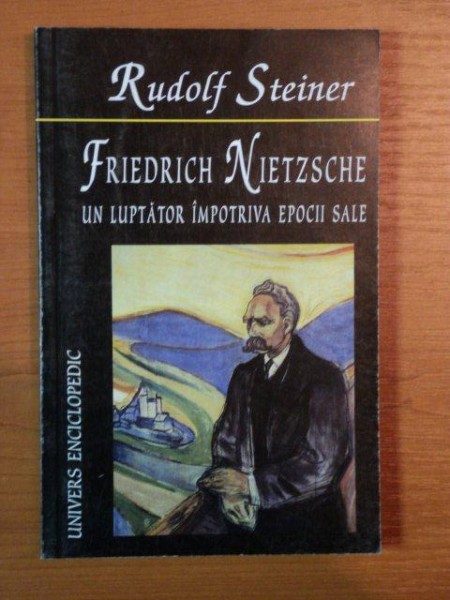 Rudolf Steiner
FRIEDRICH NIETZSCHE
UN LUPTĂTOR ÎMPOTRIVA EPOCII SALE
UNIVERS ENCICLOPEDIC